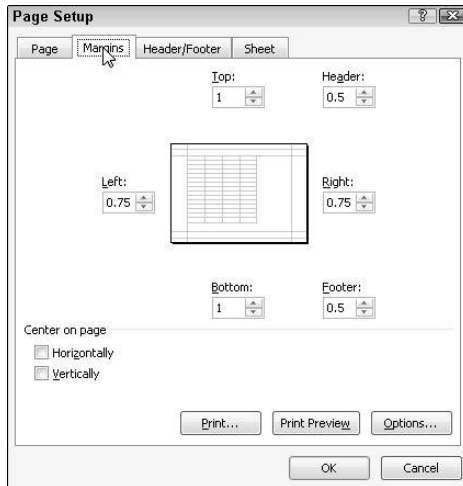 Page Setup
Page Margins Header/Footer Sheet
Top: Header:
1 0.5
Left: Right:
0.75 0.75
Bottom: Footer:
1 0.5
Center on page
Horizontally
Vertically
Print... Print Preview Options...
OK Cancel